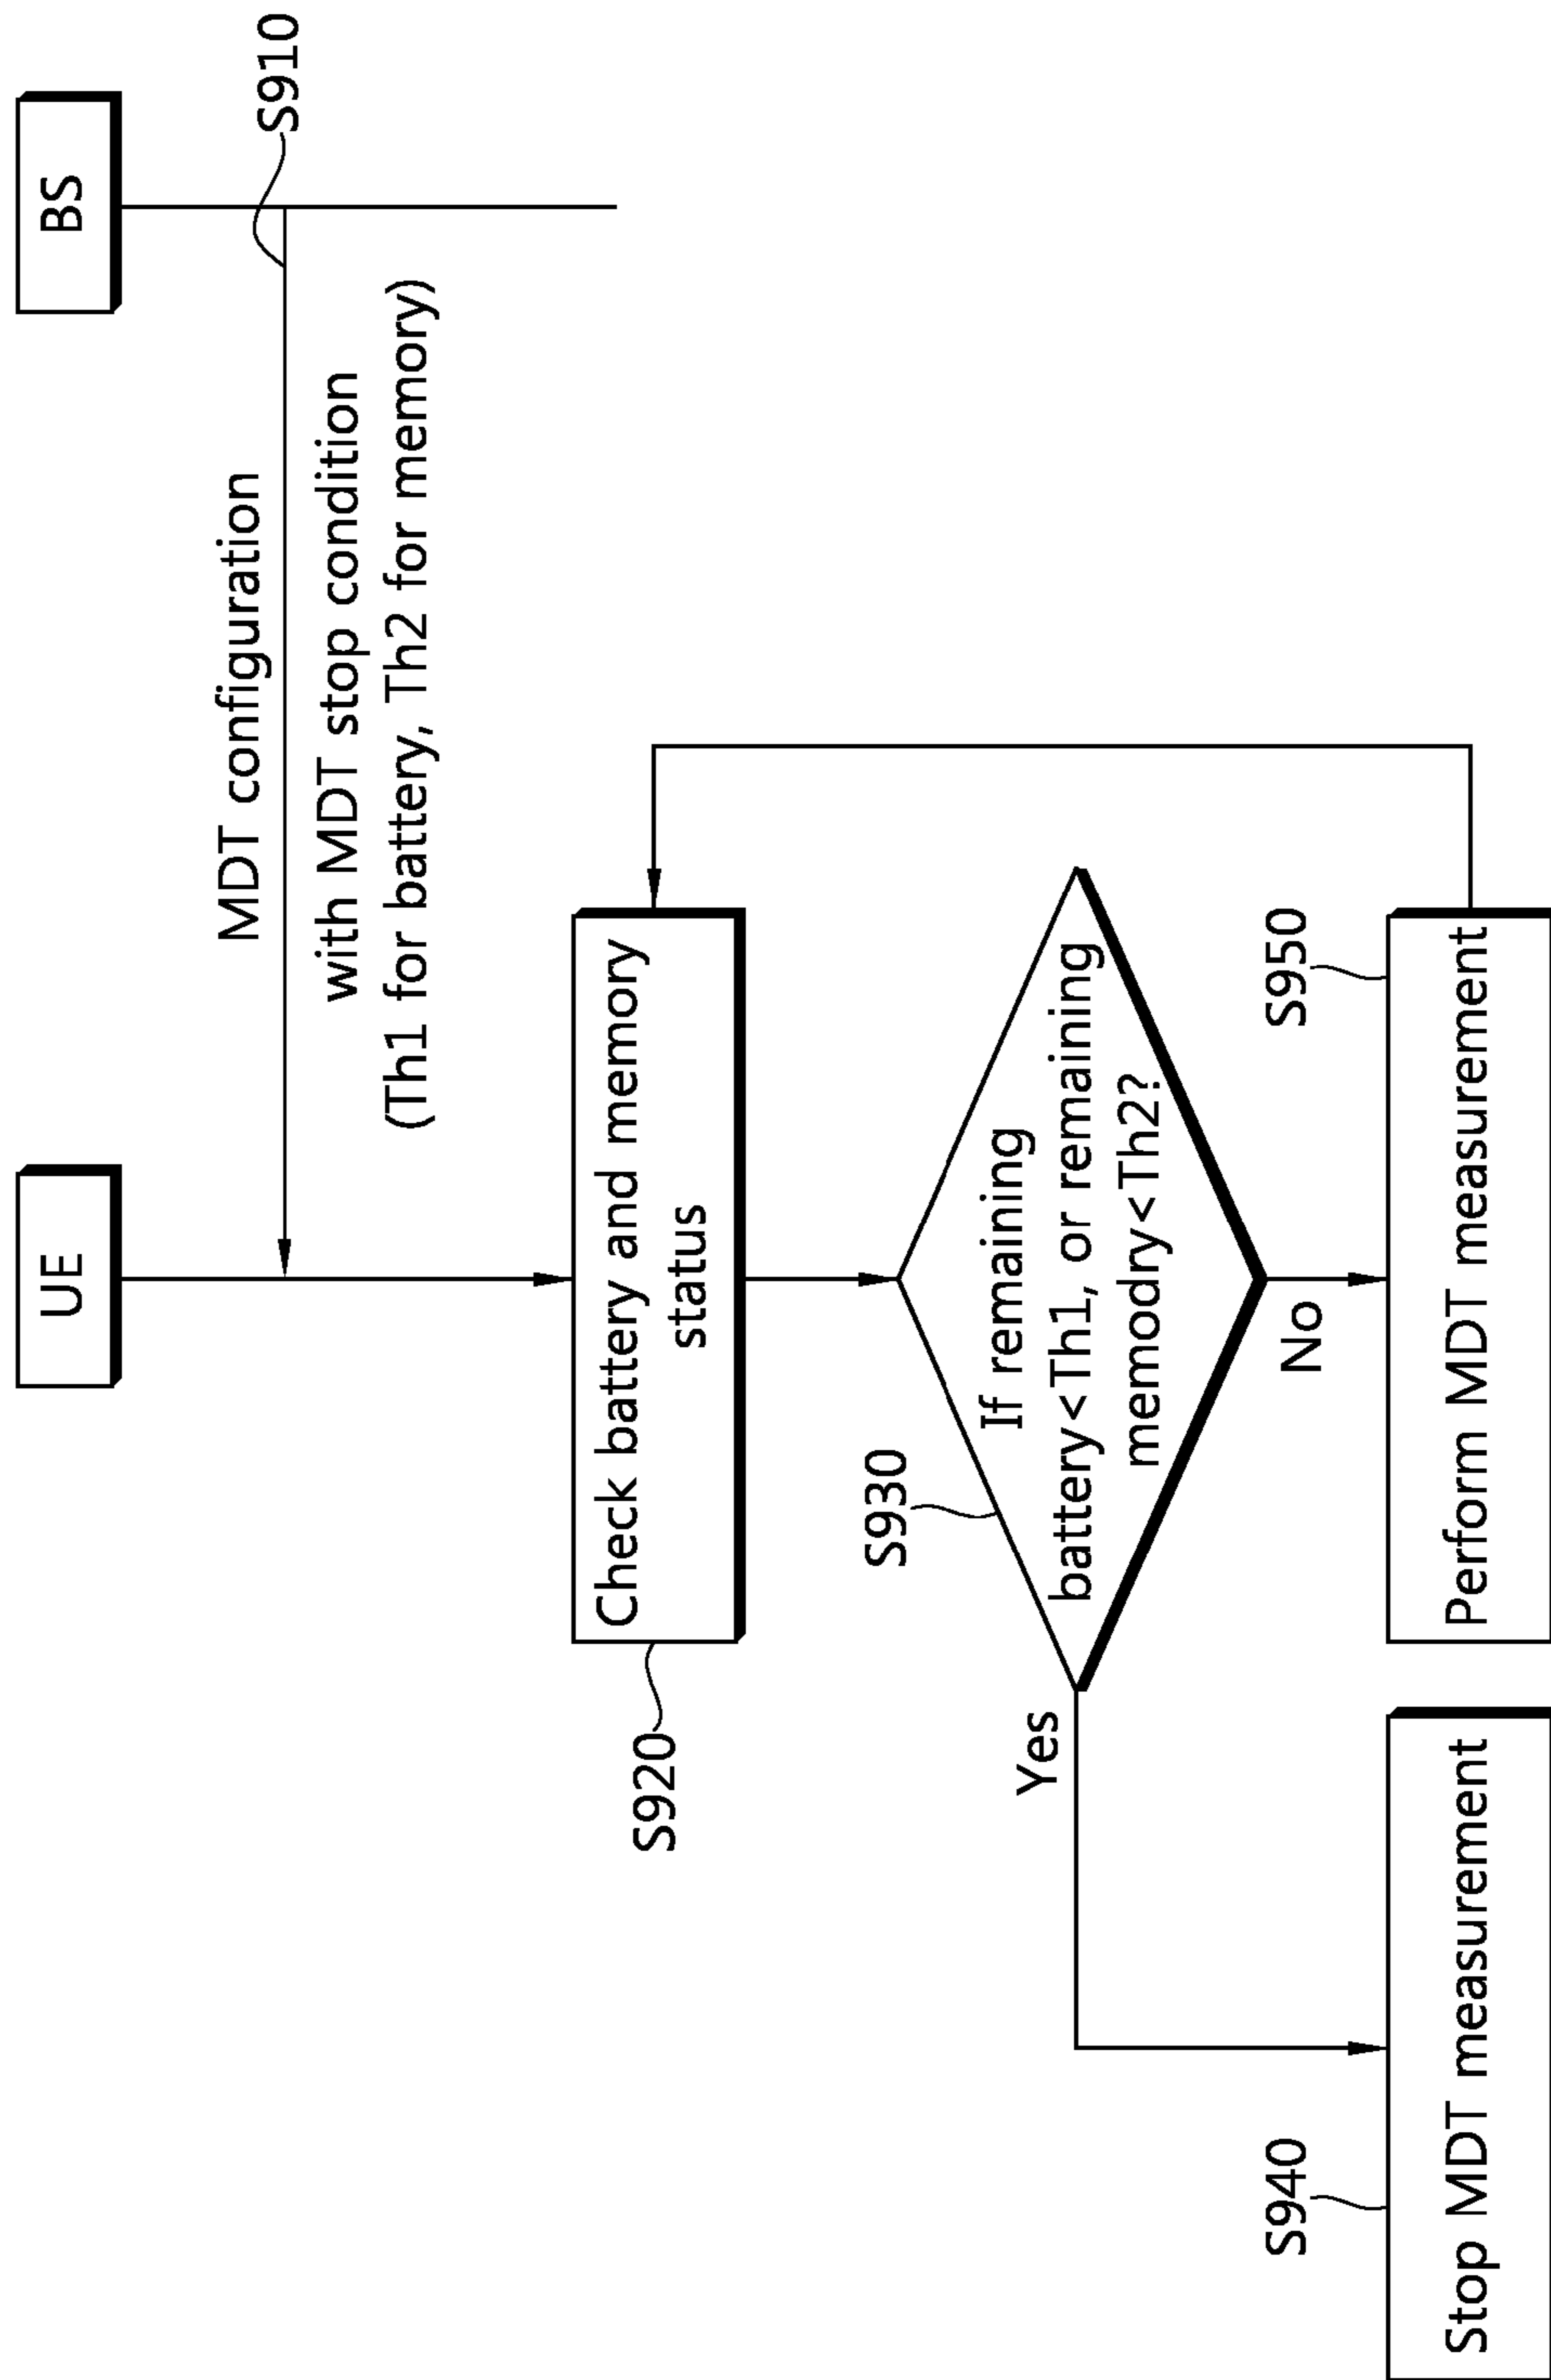 UE
BS
S910
MDT configuration
with MDT stop condition
(Th1 for battery, Th2 for memory)
S920
Check battery and memory
status
S930
If remaining
battery<Th1, or remaining
memodry<Th2?
Yes
No
S940
Stop MDT measurement
S950
Perform MDT measurement